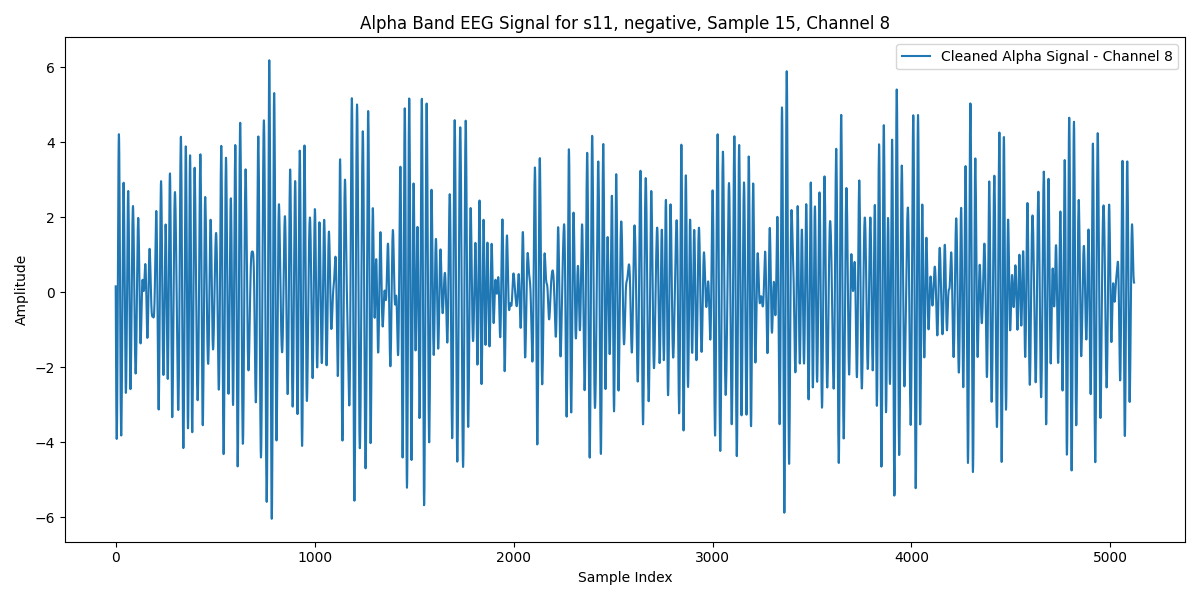 Alpha Band EEG Signal for s11, negative, Sample 15, Channel 8
Cleaned Alpha Signal - Channel 8
Amplitude
6
4
2
0
−2
−4
−6
0 1000 2000 3000 4000 5000
Sample Index